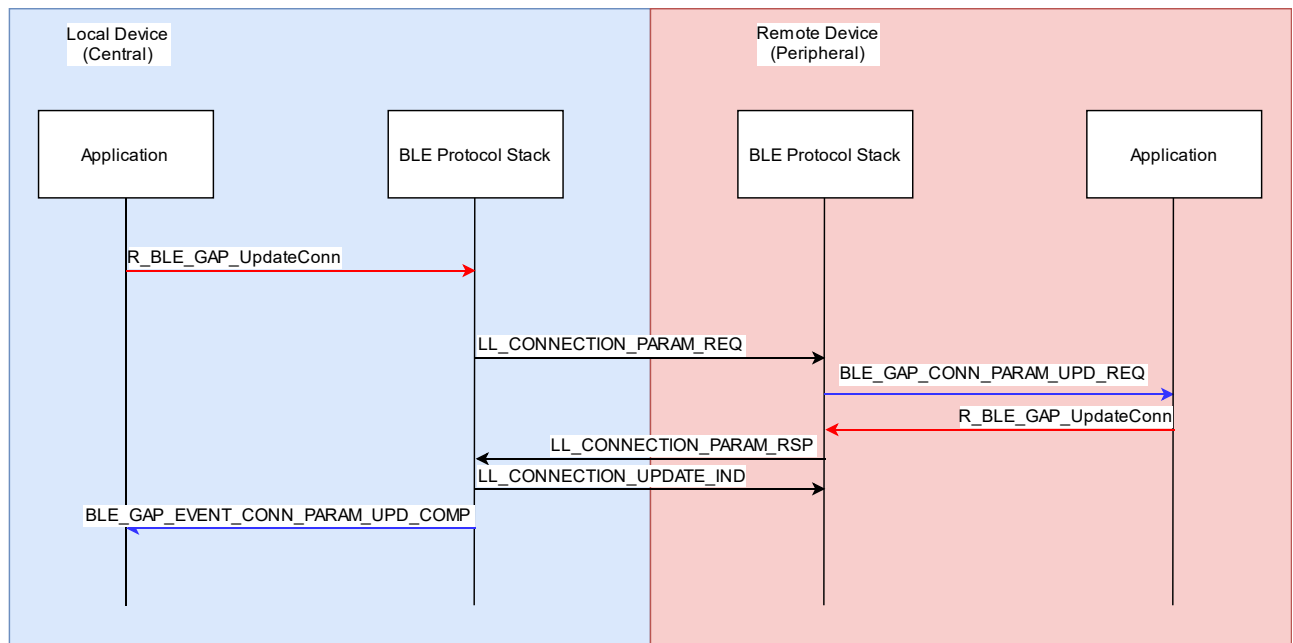 Local Device
(Central)
Remote Device
(Peripheral)
Application
BLE Protocol Stack
BLE Protocol Stack
Application
R_BLE_GAP_UpdateConn
LL_CONNECTION_PARAM_REQ
BLE_GAP_CONN_PARAM_UPD_REQ
R_BLE_GAP_UpdateConn
LL_CONNECTION_PARAM_RSP
LL_CONNECTION_UPDATE_IND
BLE_GAP_EVENT_CONN_PARAM_UPD_COMP